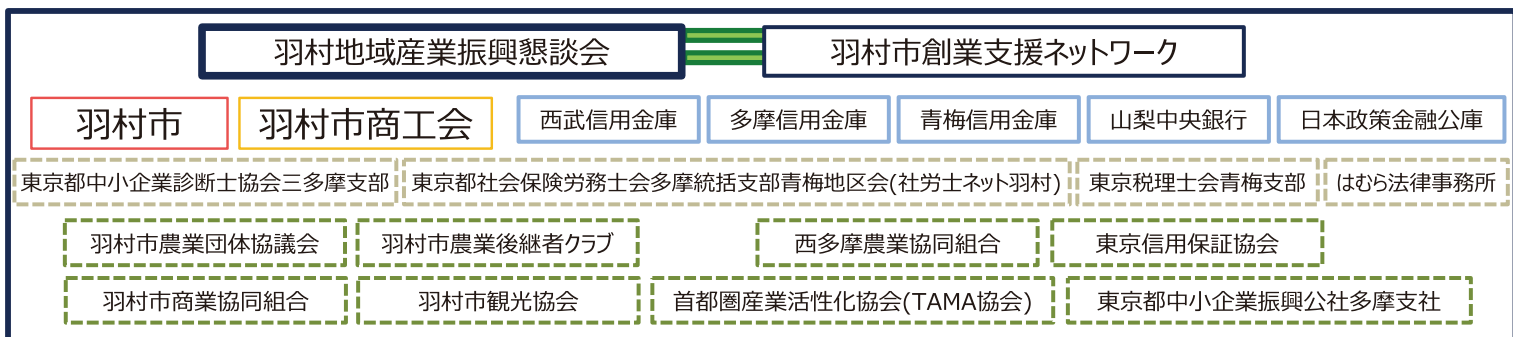 羽村地域産業振興懇談会 羽村市創業支援ネットワーク
羽村市 羽村市商工会 西武信用金庫 多摩信用金庫 青梅信用金庫 山梨中央銀行 日本政策金融公庫
東京都中小企業診断士協会三多摩支部 東京都社会保険労務士会多摩統括支部青梅地区会(社労士ネット羽村) 東京税理士会青梅支部 はむら法律事務所
羽村市農業団体協議会 羽村市農業後継者クラブ 西多摩農業協同組合 東京信用保証協会
羽村市商業協同組合 羽村市観光協会 首都圏産業活性化協会(TAMA協会) 東京都中小企業振興公社多摩支社